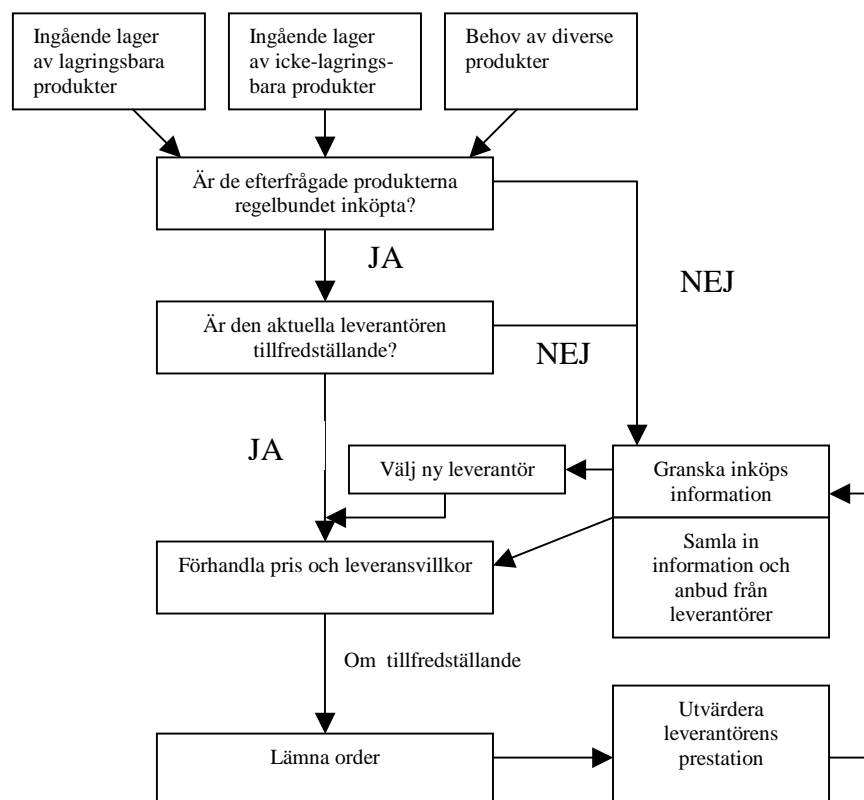 Ingående lager
av lagringsbara
produkter
Ingående lager
av icke-lagrings-
bara produkter
Behov av diverse
produkter
Är de efterfrågade produkterna
regelbundet inköpta?
JA
NEJ
Är den aktuella leverantören
tillfredställande?
NEJ
JA
Välj ny leverantör
Granska inköps
information
Samla in
information och
anbud från
leverantörer
Förhandla pris och leveransvillkor
Om tillfredställande
Lämna order
Utvärdera
leverantörens
prestation